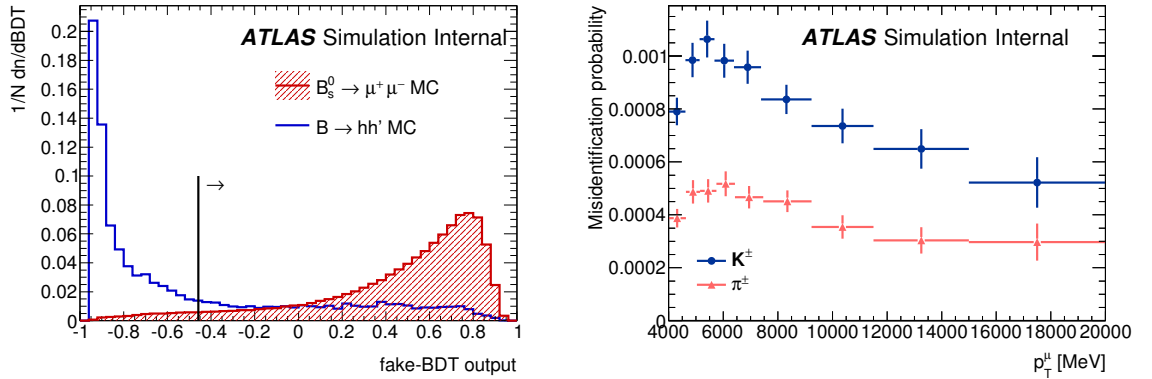 1/N dn/dBDT
0.2
0.18
0.16
0.14
0.12
0.10
0.08
0.06
0.04
0.02
0
ATLAS Simulation Internal
B_s^0 → μ⁺ μ⁻ MC
B → hh' MC
→
-1 -0.8 -0.6 -0.4 -0.2 0 0.2 0.4 0.6 0.8 1
fake-BDT output
Misidentification probability
0.001
0.0008
0.0006
0.0004
0.0002
ATLAS Simulation Internal
K±
π±
4000 6000 8000 10000 12000 14000 16000 18000 20000
p_T^μ [MeV]